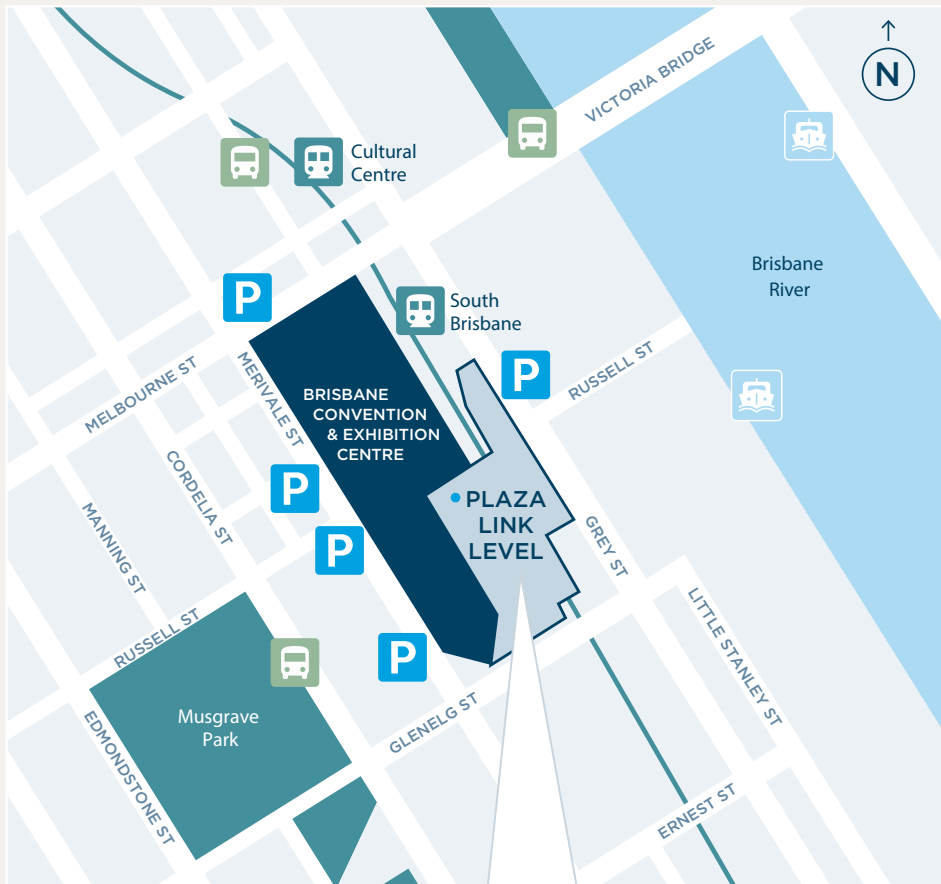 N
VICTORIA BRIDGE
Cultural
Centre
Brisbane
River
P
South
Brisbane
MELBOURNE ST
MERIVALE ST
P
RUSSELL ST
BRISBANE
CONVENTION
& EXHIBITION
CENTRE
CORDELIA ST
P
PLAZA
LINK
LEVEL
MANNING ST
P
GREY ST
RUSSELL ST
P
LITTLE STANLEY ST
Musgrave
Park
GLENELG ST
EDMONDSTONE ST
ERNEST ST